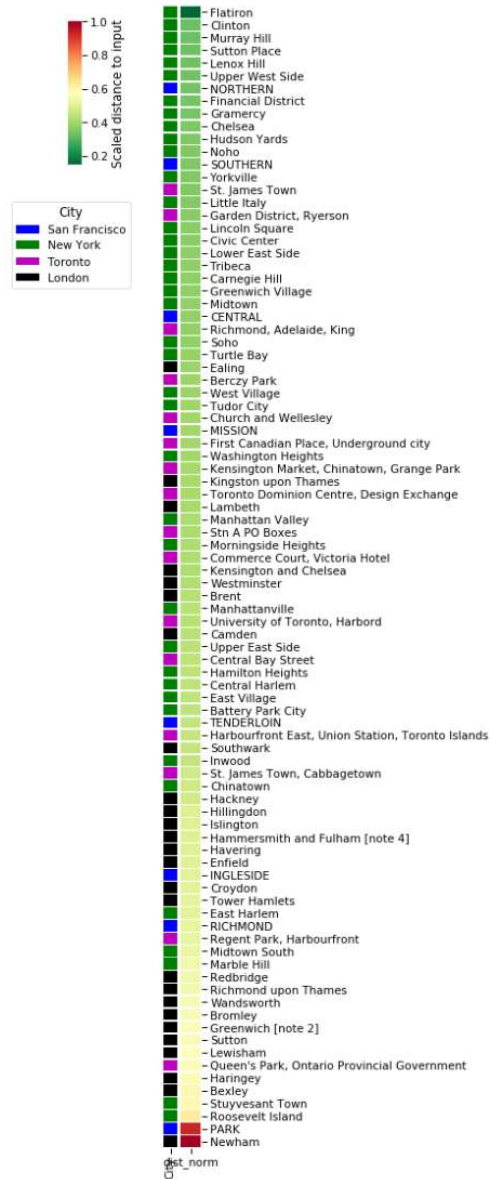 1.0
0.8
0.6
0.4
0.2
Scaled distance to input
City
San Francisco
New York
Toronto
London
Flatiron
Clinton
Murray Hill
Sutton Place
Lenox Hill
Upper West Side
NORTHERN
Financial District
Gramercy
Chelsea
Hudson Yards
Noho
SOUTHERN
Yorkville
St. James Town
Little Italy
Garden District, Ryerson
Lincoln Square
Civic Center
Lower East Side
Tribeca
Carnegie Hill
Greenwich Village
Midtown
CENTRAL
Richmond, Adelaide, King
Soho
Turtle Bay
Ealing
Berczy Park
West Village
Tudor City
Church and Wellesley
MISSION
First Canadian Place, Underground city
Washington Heights
Kensington Market, Chinatown, Grange Park
Kingston upon Thames
Toronto Dominion Centre, Design Exchange
Lambeth
Manhattan Valley
Stn A PO Boxes
Morningside Heights
Commerce Court, Victoria Hotel
Kensington and Chelsea
Westminster
Brent
Manhattanville
University of Toronto, Harbord
Camden
Upper East Side
Central Bay Street
Hamilton Heights
Central Harlem
East Village
Battery Park City
TENDERLOIN
Harbourfront East, Union Station, Toronto Islands
Southwark
Inwood
St. James Town, Cabbagetown
Chinatown
Hackney
Hillingdon
Islington
Hammersmith and Fulham [note 4]
Havering
Enfield
INGLESIDE
Croydon
Tower Hamlets
East Harlem
RICHMOND
Regent Park, Harbourfront
Midtown South
Marble Hill
Redbridge
Richmond upon Thames
Wandsworth
Bromley
Greenwich [note 2]
Sutton
Lewisham
Queen's Park, Ontario Provincial Government
Haringey
Bexley
Stuyvesant Town
Roosevelt Island
PARK
Newham
City
dist_norm